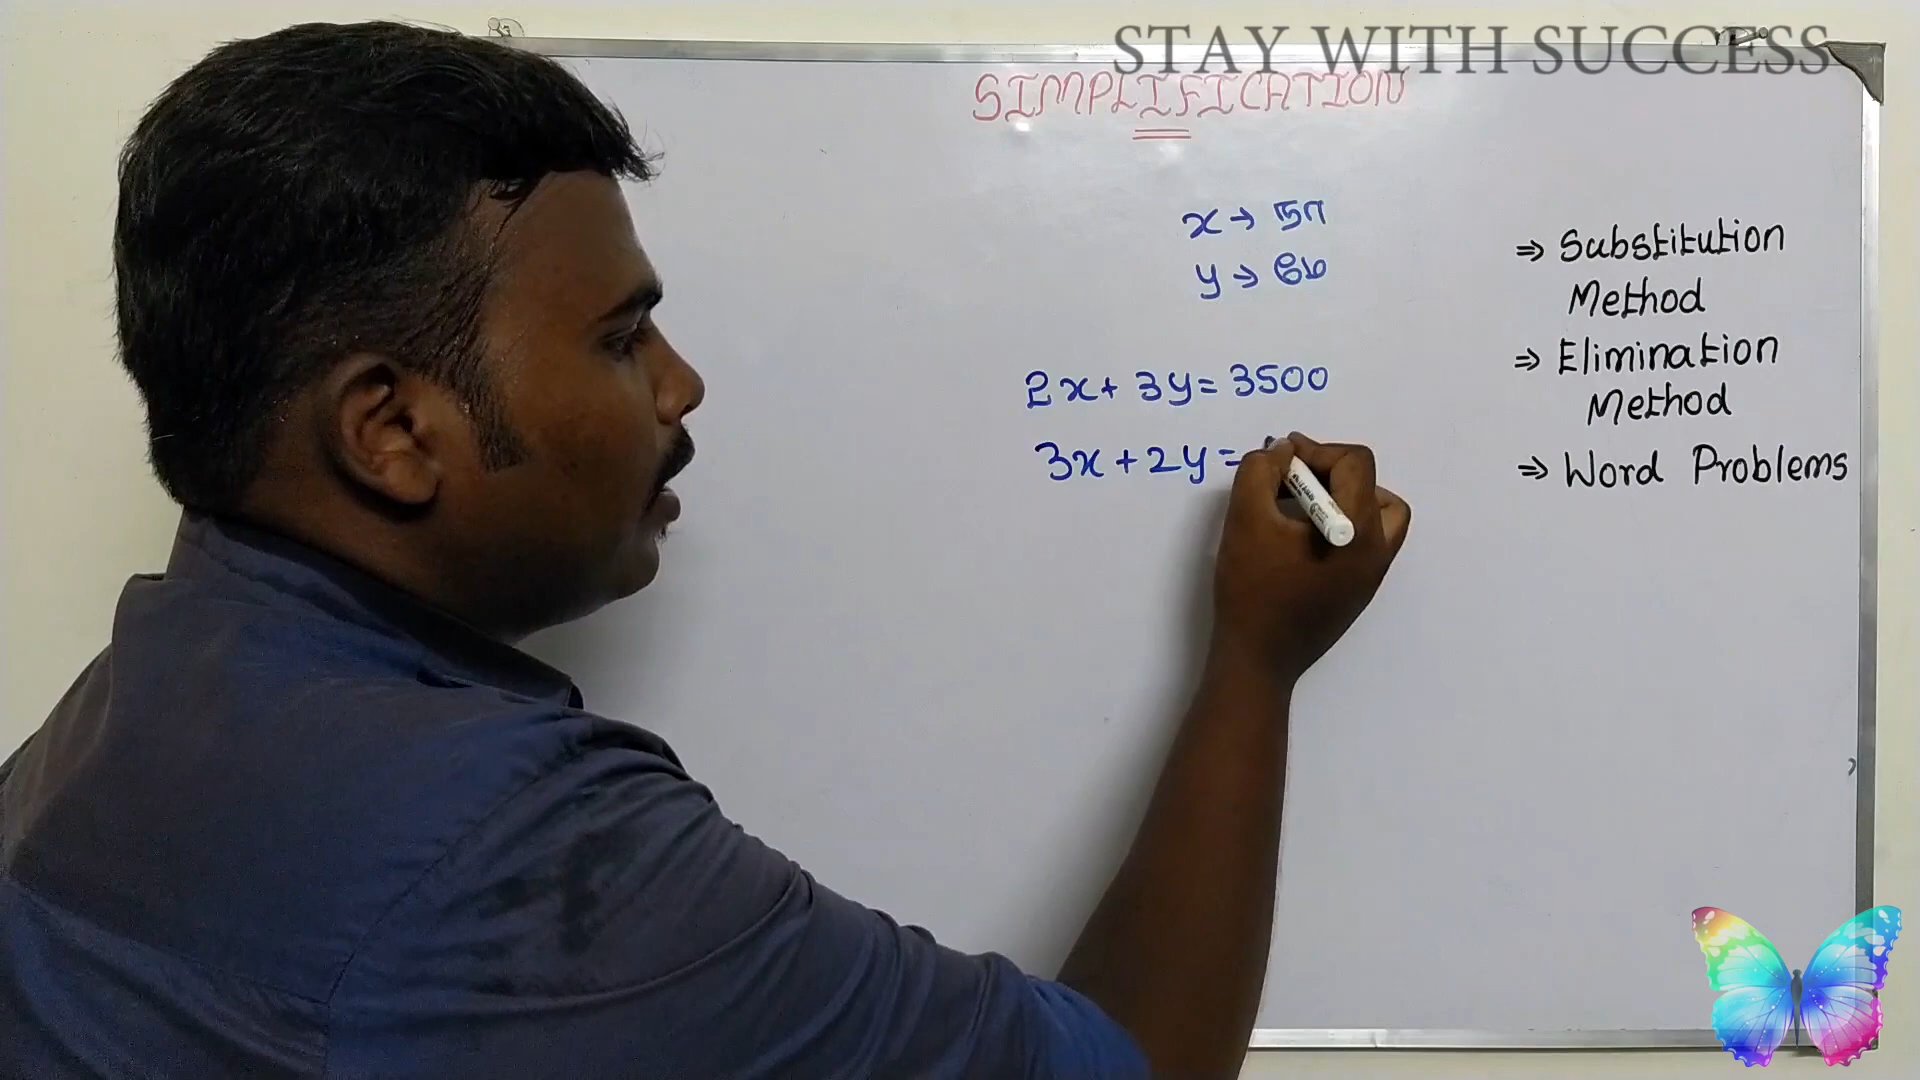 STAY WITH SUCCESS
SIMPLIFICATION
x → நா
y → மே
2x + 3y = 3500
3x + 2y =
⇒ Substitution
Method
⇒ Elimination
Method
⇒ Word Problems